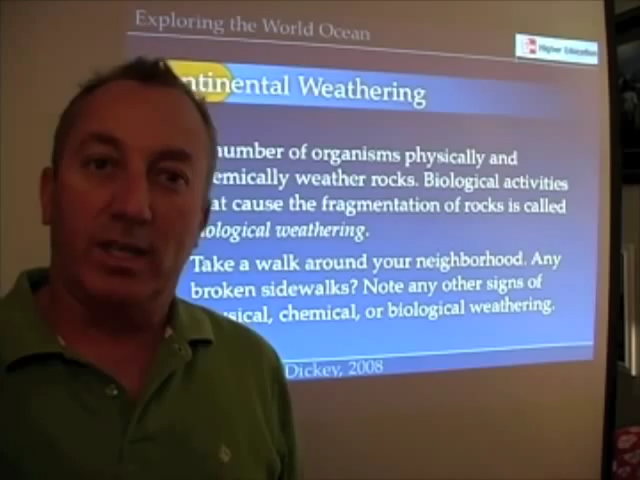 Exploring the World Ocean
Higher Education
ntinental Weathering
number of organisms physically and
emically weather rocks. Biological activities
at cause the fragmentation of rocks is called
ological weathering.
Take a walk around your neighborhood. Any
broken sidewalks? Note any other signs of
sical, chemical, or biological weathering.
Dickey, 2008